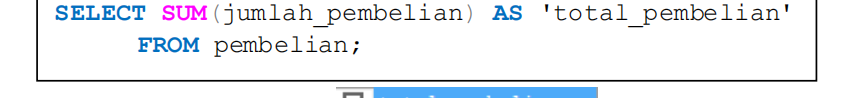 SELECT SUM(jumlah_pembelian) AS 'total_pembelian'
FROM pembelian;